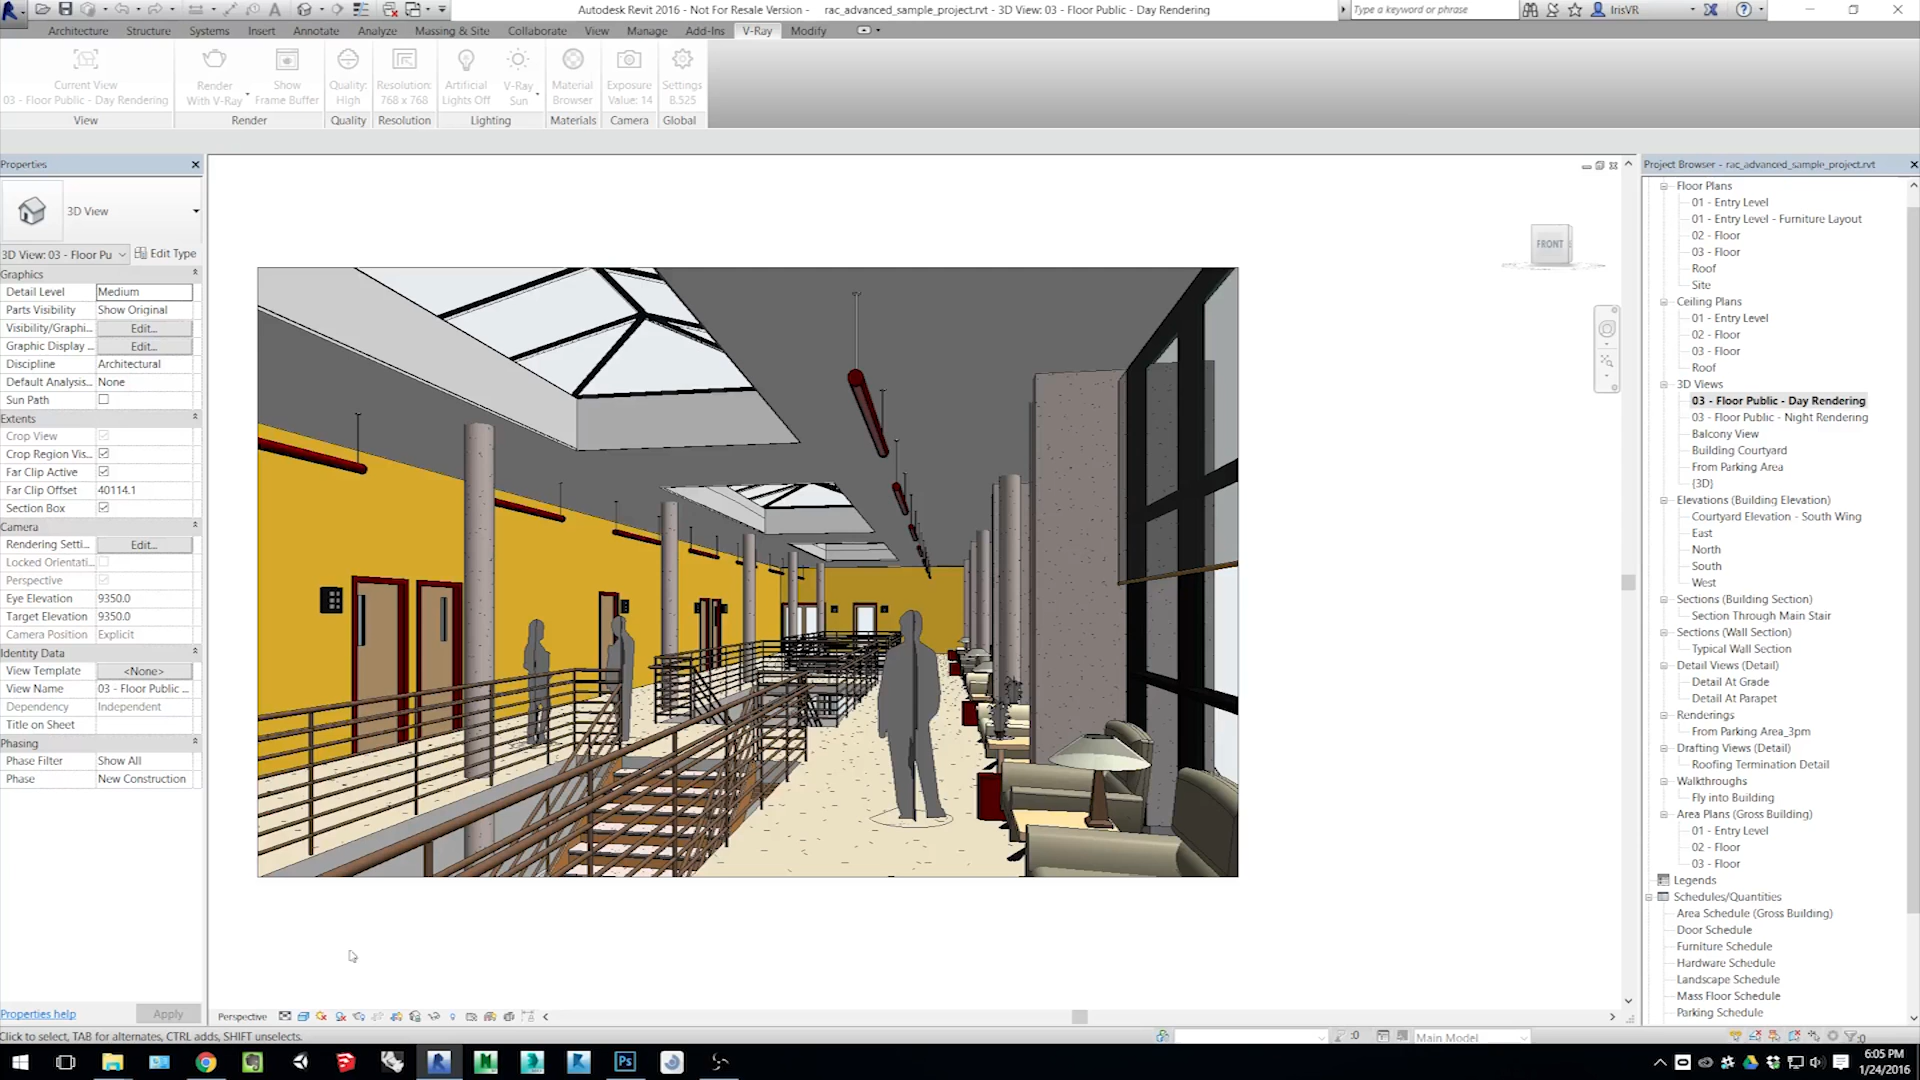 Autodesk Revit 2016 - Not For Resale Version - rac_advanced_sample_project.rvt - 3D View: 03 - Floor Public - Day Rendering
Type a keyword or phrase
IrisVR
Architecture Structure Systems Insert Annotate Analyze Massing & Site Collaborate View Manage Add-Ins V-Ray Modify
Current View
03 - Floor Public - Day Rendering
Render
With V-Ray
Show
Frame Buffer
Quality:
High
Resolution:
768 x 768
Artificial
Lights Off
V-Ray
Sun
Material
Browser
Exposure
Value: 14
Settings
B.525
View Render Quality Resolution Lighting Materials Camera Global
Properties
3D View
3D View: 03 - Floor Pu
Edit Type
Graphics
Detail Level Medium
Parts Visibility Show Original
Visibility/Graphi... Edit...
Graphic Display ... Edit...
Discipline Architectural
Default Analysis... None
Sun Path
Extents
Crop View
Crop Region Vis...
Far Clip Active
Far Clip Offset 40114.1
Section Box
Camera
Rendering Setti... Edit...
Locked Orientati...
Perspective
Eye Elevation 9350.0
Target Elevation 9350.0
Camera Position Explicit
Identity Data
View Template <None>
View Name 03 - Floor Public ...
Dependency Independent
Title on Sheet
Phasing
Phase Filter Show All
Phase New Construction
Properties help
Apply
FRONT
Perspective
Project Browser - rac_advanced_sample_project.rvt
Floor Plans
01 - Entry Level
01 - Entry Level - Furniture Layout
02 - Floor
03 - Floor
Roof
Site
Ceiling Plans
01 - Entry Level
02 - Floor
03 - Floor
Roof
3D Views
03 - Floor Public - Day Rendering
03 - Floor Public - Night Rendering
Balcony View
Building Courtyard
From Parking Area
{3D}
Elevations (Building Elevation)
Courtyard Elevation - South Wing
East
North
South
West
Sections (Building Section)
Section Through Main Stair
Sections (Wall Section)
Typical Wall Section
Detail Views (Detail)
Detail At Grade
Detail At Parapet
Renderings
From Parking Area_3pm
Drafting Views (Detail)
Roofing Termination Detail
Walkthroughs
Fly into Building
Area Plans (Gross Building)
01 - Entry Level
02 - Floor
03 - Floor
Legends
Schedules/Quantities
Area Schedule (Gross Building)
Door Schedule
Furniture Schedule
Hardware Schedule
Landscape Schedule
Mass Floor Schedule
Parking Schedule
Click to select, TAB for alternates, CTRL adds, SHIFT unselects.
:0
Main Model
:0
Ps
6:05 PM
1/24/2016